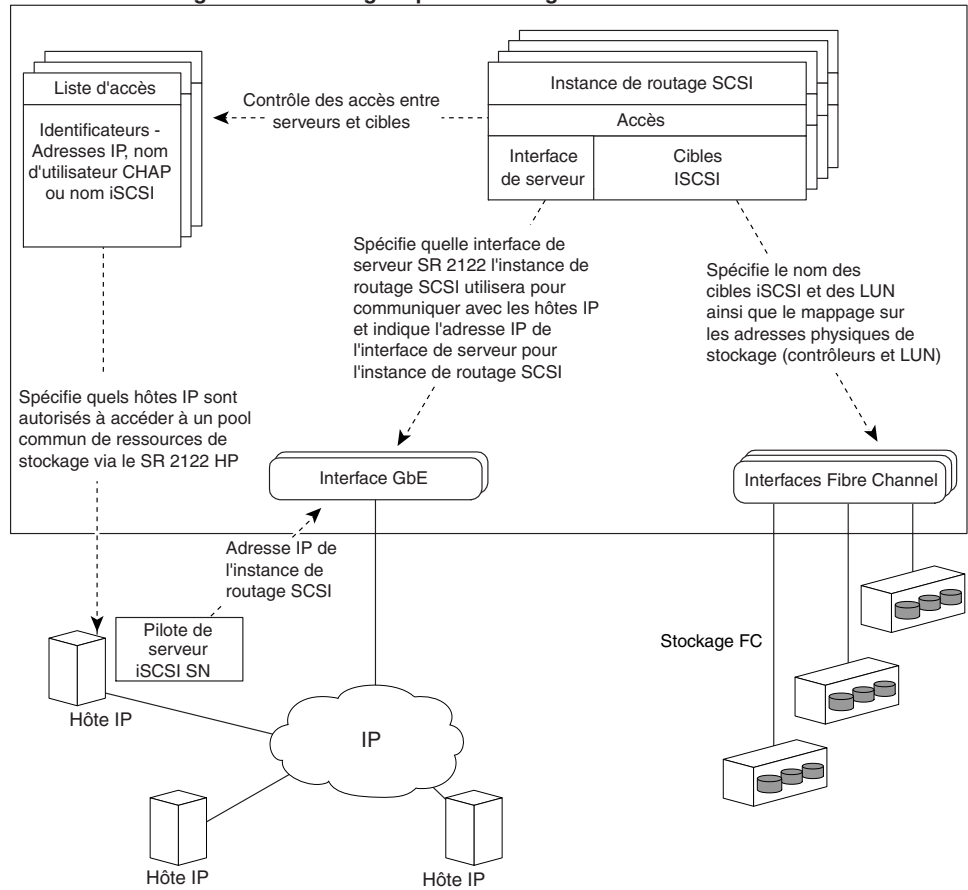 Liste d'accès
Identificateurs -
Adresses IP, nom
d'utilisateur CHAP
ou nom iSCSI
Contrôle des accès entre
serveurs et cibles
Instance de routage SCSI
Accès
Interface
de serveur
Cibles
ISCSI
Spécifie quelle interface de
serveur SR 2122 l'instance de
routage SCSI utilisera pour
communiquer avec les hôtes IP
et indique l'adresse IP de
l'interface de serveur pour
l'instance de routage SCSI
Spécifie le nom des
cibles iSCSI et des LUN
ainsi que le mappage sur
les adresses physiques de
stockage (contrôleurs et LUN)
Spécifie quels hôtes IP sont
autorisés à accéder à un pool
commun de ressources de
stockage via le SR 2122 HP
Interface GbE
Interfaces Fibre Channel
Adresse IP de
l'instance de
routage SCSI
Pilote de
serveur
iSCSI SN
Stockage FC
Hôte IP
IP
Hôte IP
Hôte IP